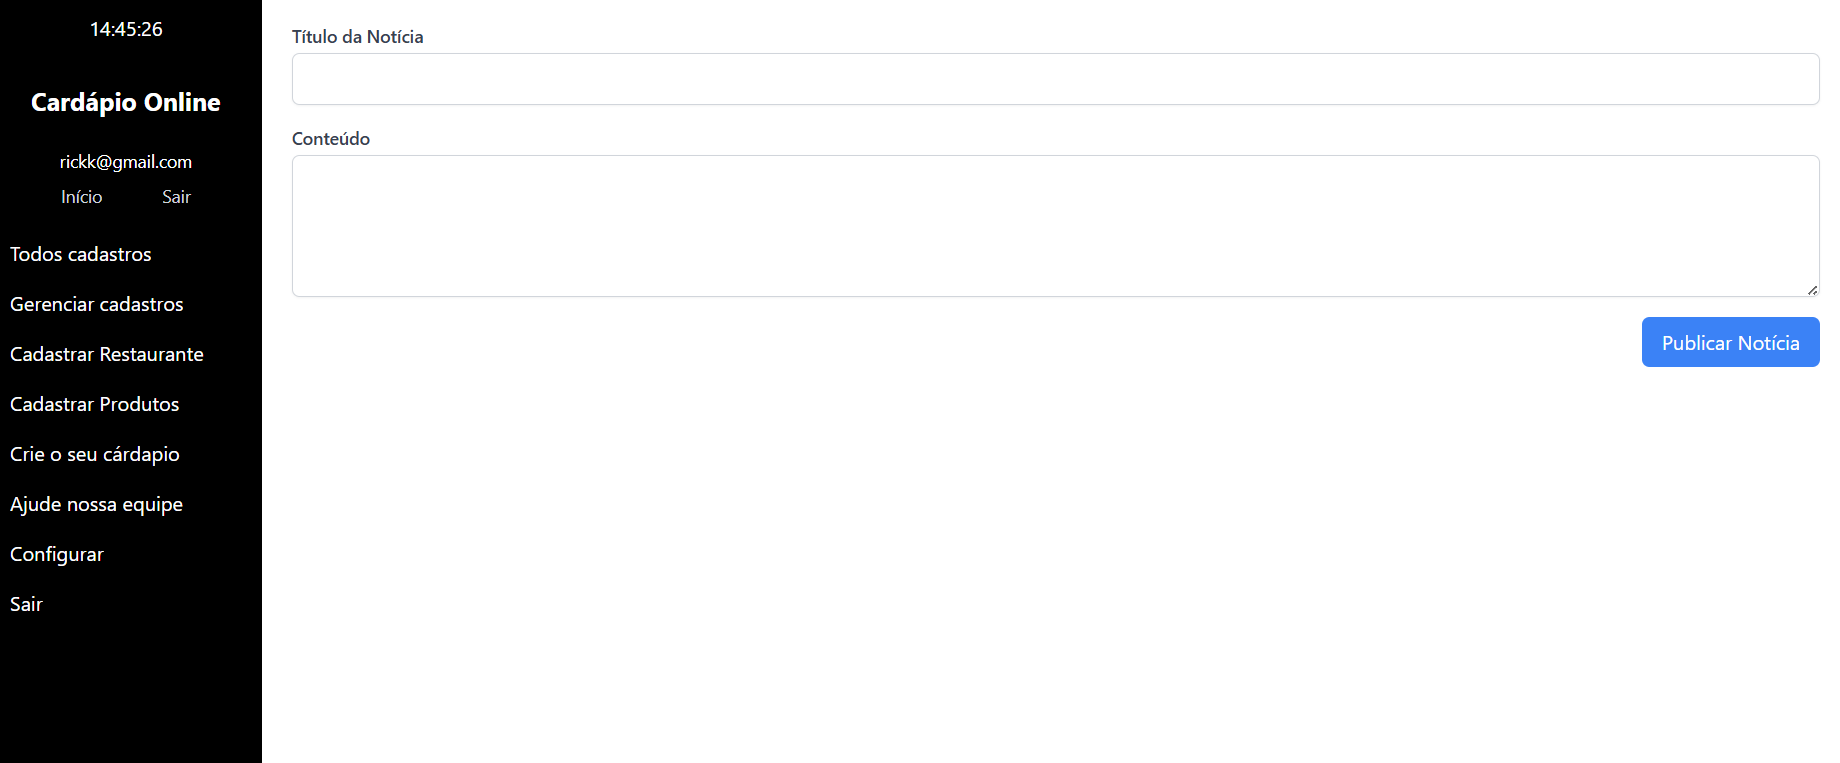 14:45:26
Cardápio Online
rickk@gmail.com
Início Sair
Todos cadastros
Gerenciar cadastros
Cadastrar Restaurante
Cadastrar Produtos
Crie o seu cárdapio
Ajude nossa equipe
Configurar
Sair
Título da Notícia
Conteúdo
Publicar Notícia